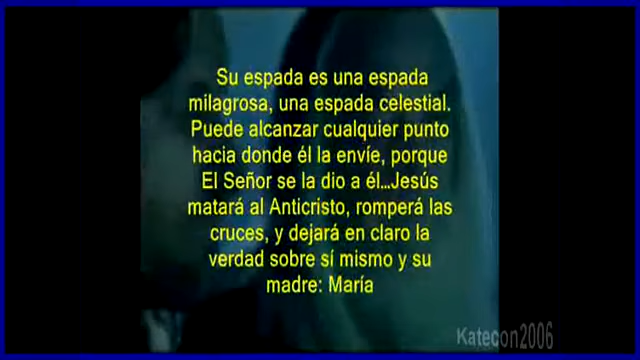 Su espada es una espada
milagrosa, una espada celestial.
Puede alcanzar cualquier punto
hacia donde él la envíe, porque
El Señor se la dio a él...Jesús
matará al Anticristo, romperá las
cruces, y dejará en claro la
verdad sobre sí mismo y su
madre: María
Katecon2006